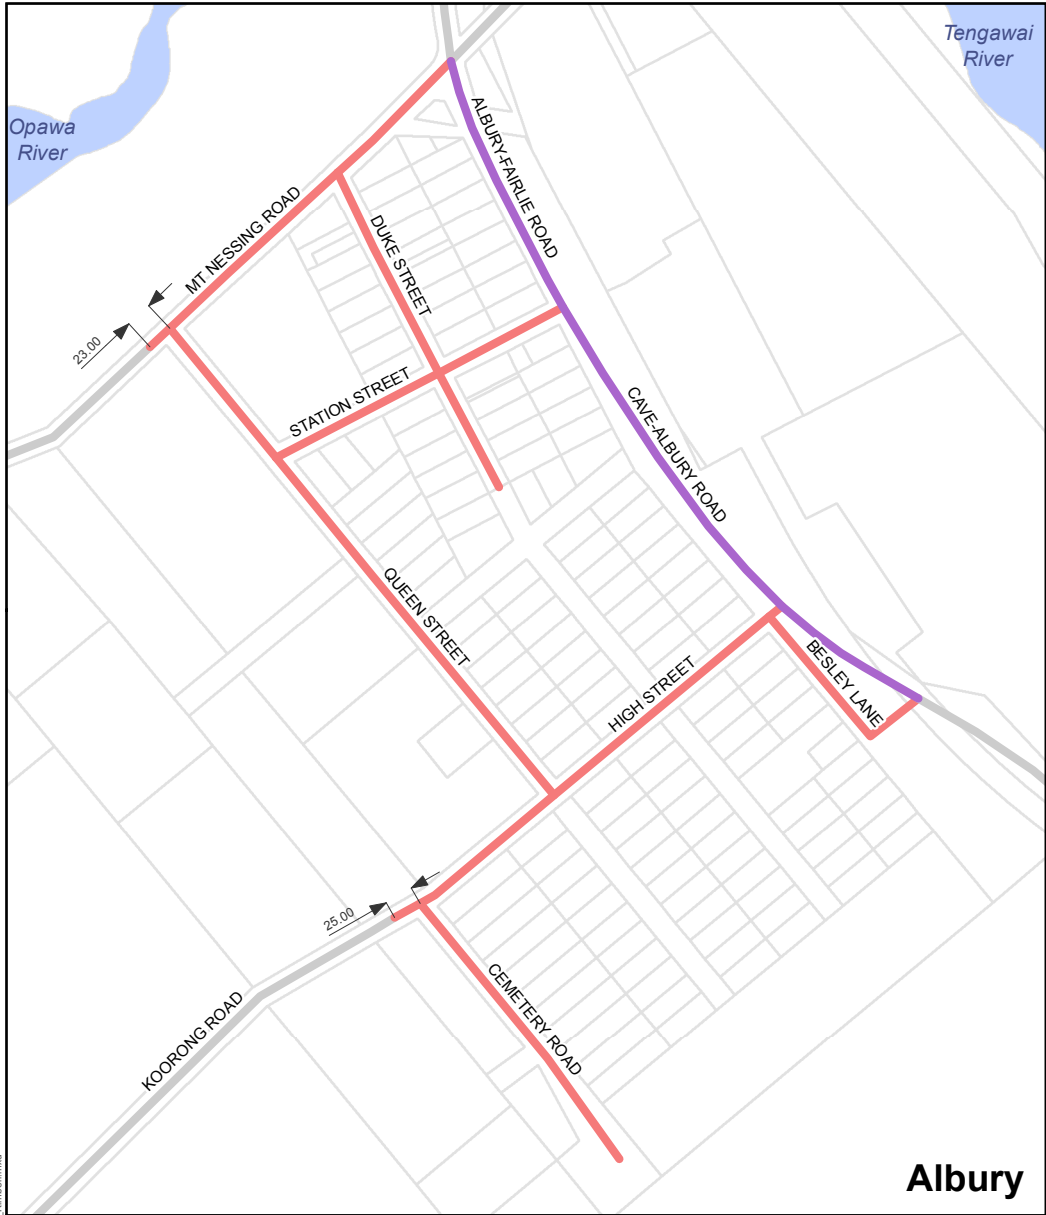 Tengawai
River
Opawa
River
ALBURY-FAIRLIE ROAD
MT NESSING ROAD
DUKE STREET
23.00
STATION STREET
CAVE-ALBURY ROAD
QUEEN STREET
HIGH STREET
BESLEY LANE
25.00
CEMETERY ROAD
KOORONG ROAD
Albury